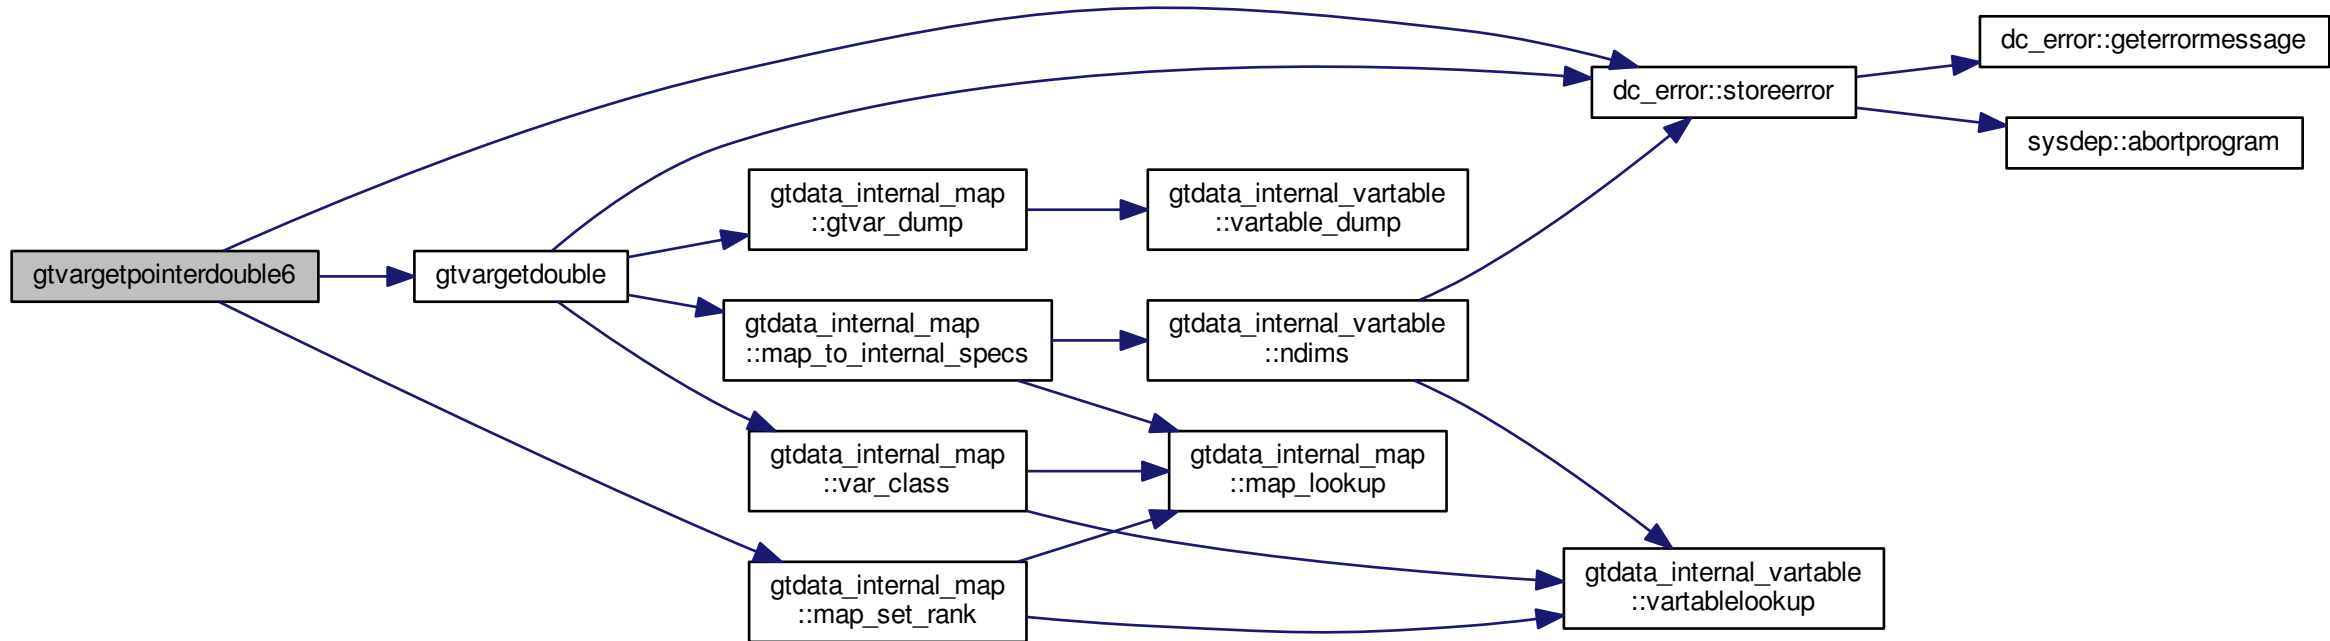 dc_error::geterrormessage
dc_error::storeerror
sysdep::abortprogram
gtdata_internal_map
::gtvar_dump
gtdata_internal_vartable
::vartable_dump
gtvargetpointerdouble6
gtvargetdouble
gtdata_internal_map
::map_to_internal_specs
gtdata_internal_vartable
::ndims
gtdata_internal_map
::var_class
gtdata_internal_map
::map_lookup
gtdata_internal_map
::map_set_rank
gtdata_internal_vartable
::vartablelookup